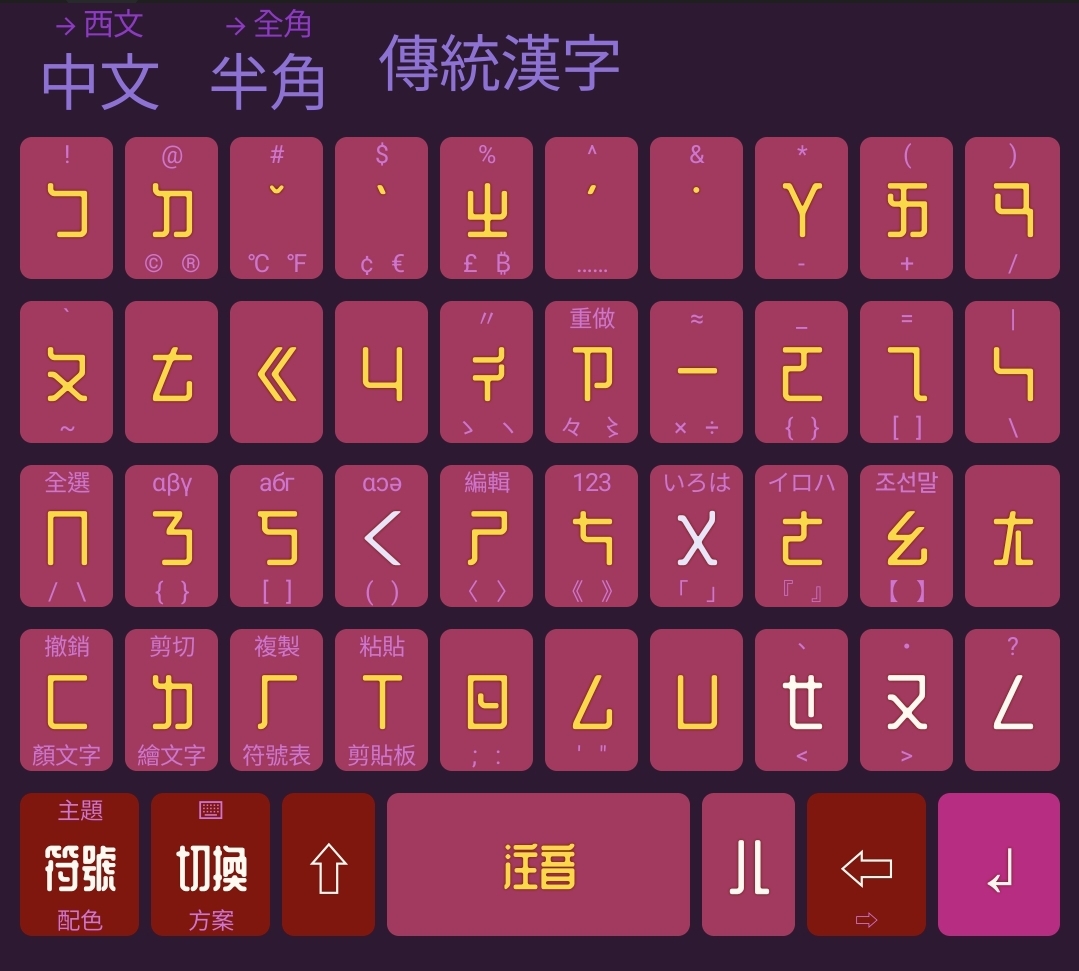 → 西文 → 全角
中文 半角 傳統漢字
! @ # $ % ^ & * ( )
ㄅ ㄉ ˇ ˋ ㄓ ˊ ˙ ㄚ ㄞ ㄢ
© ® ℃ ℉ ¢ € £ ₿ …… - + /
` 〃 重做 ≈ _ = |
ㄆ ㄊ ㄍ ㄐ ㄔ ㄗ ㄧ ㄛ ㄟ ㄣ
~ ゝ ヽ 々 〻 × ÷ { } [ ] \
全選 αβγ абг ɑɔə 編輯 123 いろは イロハ 조선말
ㄇ ㄋ ㄎ ㄑ ㄕ ㄘ ㄨ ㄜ ㄠ ㄤ
/ \ { } [ ] ( ) 〈 〉 《 》 「 」 『 』 【 】
撤銷 剪切 複製 粘貼 、 · ?
ㄈ ㄌ ㄏ ㄒ ㄖ ㄙ ㄩ ㄝ ㄡ ㄥ
顏文字 繪文字 符號表 剪貼板 ; : ' " < >
主題 ⌨
符號 切換 ⇧ 注音 ㄦ ⇦ ↲
配色 方案 ⇨